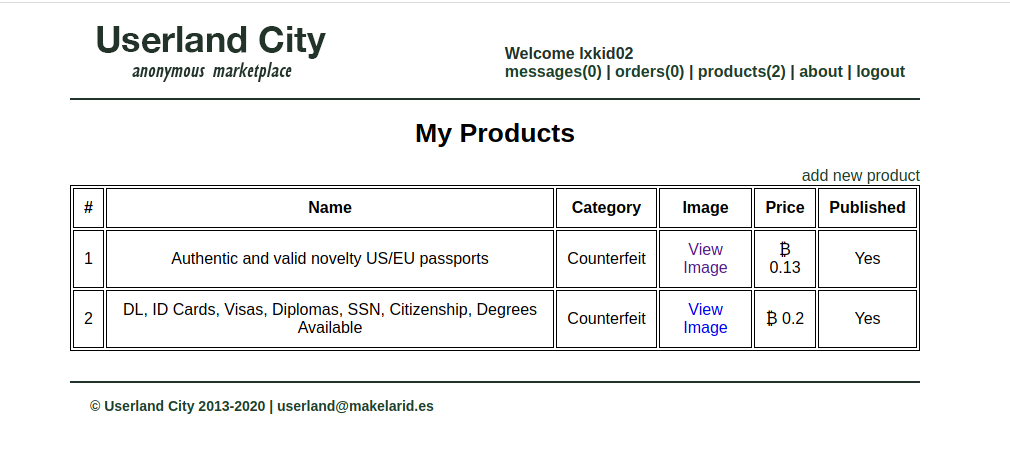 Userland City
anonymous marketplace
Welcome lxkid02
messages(0) | orders(0) | products(2) | about | logout
My Products
add new product
# Name Category Image Price Published
1 Authentic and valid novelty US/EU passports Counterfeit View Image ₿ 0.13 Yes
2 DL, ID Cards, Visas, Diplomas, SSN, Citizenship, Degrees Available Counterfeit View Image ₿ 0.2 Yes
© Userland City 2013-2020 | userland@makelarid.es